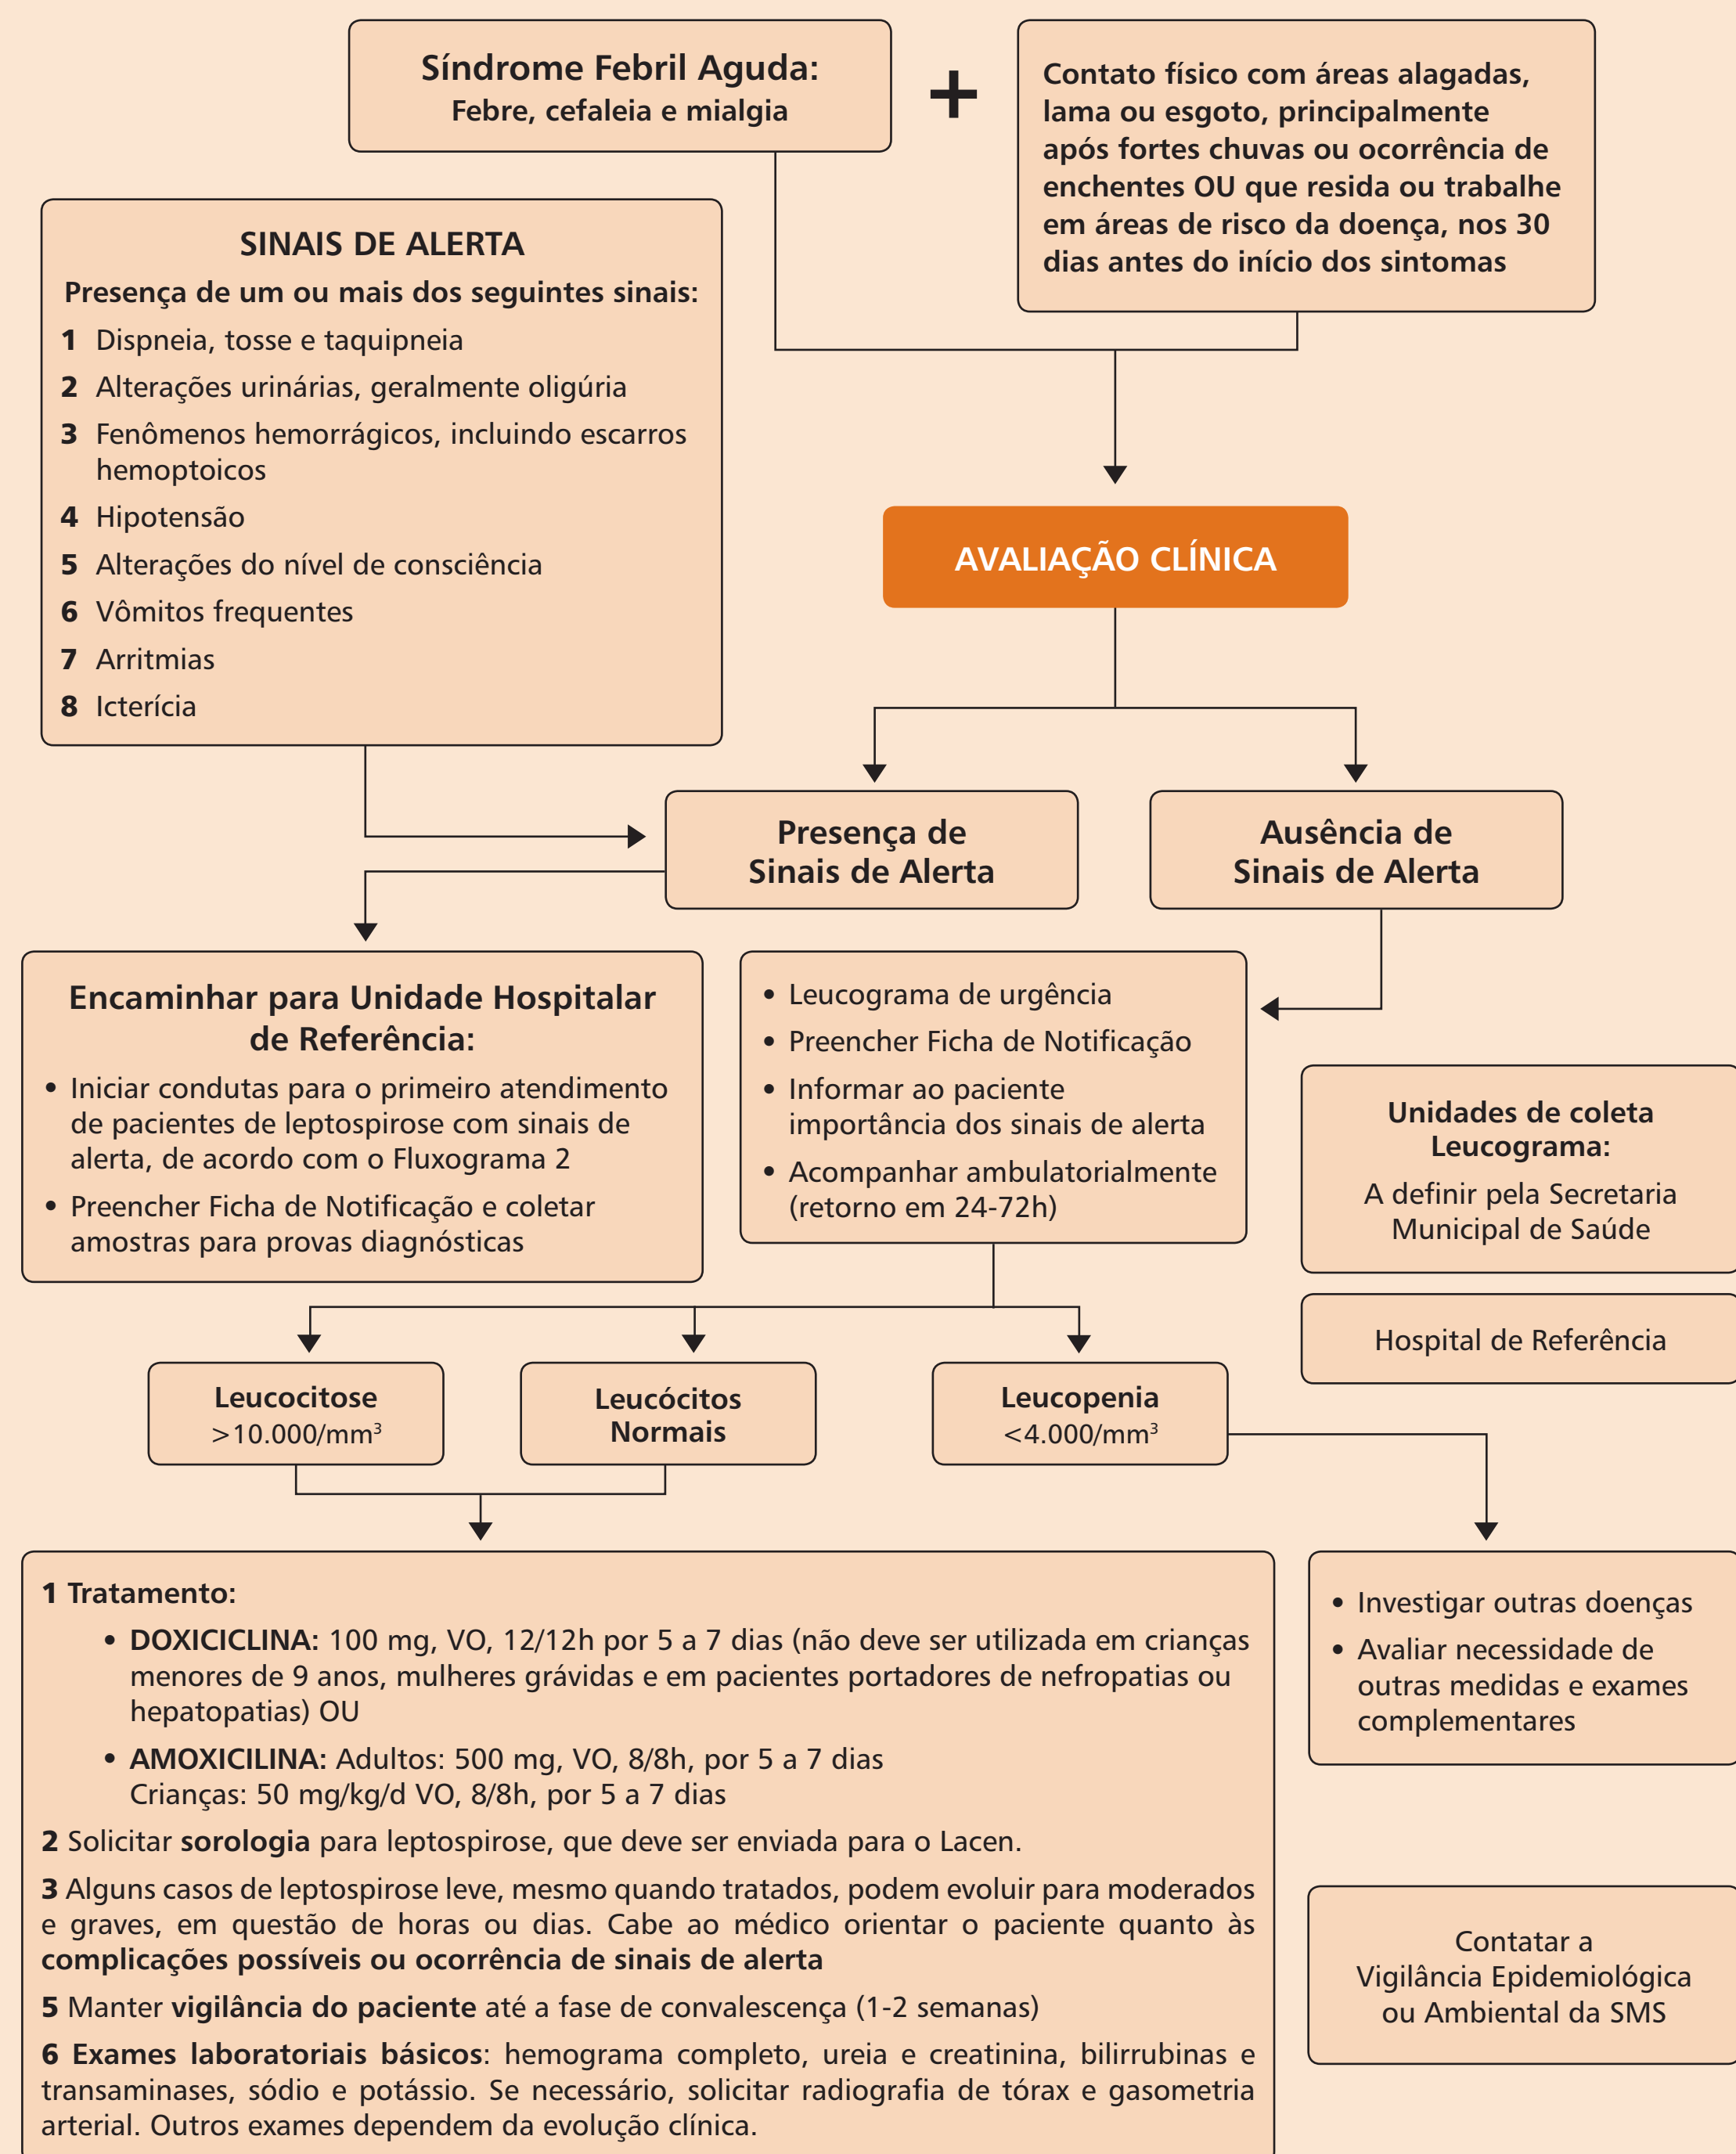 Síndrome Febril Aguda:
Febre, cefaleia e mialgia
+
Contato físico com áreas alagadas,
lama ou esgoto, principalmente
após fortes chuvas ou ocorrência de
enchentes OU que resida ou trabalhe
em áreas de risco da doença, nos 30
dias antes do início dos sintomas
SINAIS DE ALERTA
Presença de um ou mais dos seguintes sinais:
1 Dispneia, tosse e taquipneia
2 Alterações urinárias, geralmente oligúria
3 Fenômenos hemorrágicos, incluindo escarros
hemoptoicos
4 Hipotensão
5 Alterações do nível de consciência
6 Vômitos frequentes
7 Arritmias
8 Icterícia
AVALIAÇÃO CLÍNICA
Presença de
Sinais de Alerta
Ausência de
Sinais de Alerta
Encaminhar para Unidade Hospitalar
de Referência:
• Iniciar condutas para o primeiro atendimento
de pacientes de leptospirose com sinais de
alerta, de acordo com o Fluxograma 2
• Preencher Ficha de Notificação e coletar
amostras para provas diagnósticas
• Leucograma de urgência
• Preencher Ficha de Notificação
• Informar ao paciente
importância dos sinais de alerta
• Acompanhar ambulatorialmente
(retorno em 24-72h)
Unidades de coleta
Leucograma:
A definir pela Secretaria
Municipal de Saúde
Hospital de Referência
Leucocitose
>10.000/mm³
Leucócitos
Normais
Leucopenia
<4.000/mm³
1 Tratamento:
• DOXICICLINA: 100 mg, VO, 12/12h por 5 a 7 dias (não deve ser utilizada em crianças
menores de 9 anos, mulheres grávidas e em pacientes portadores de nefropatias ou
hepatopatias) OU
• AMOXICILINA: Adultos: 500 mg, VO, 8/8h, por 5 a 7 dias
Crianças: 50 mg/kg/d VO, 8/8h, por 5 a 7 dias
2 Solicitar sorologia para leptospirose, que deve ser enviada para o Lacen.
3 Alguns casos de leptospirose leve, mesmo quando tratados, podem evoluir para moderados
e graves, em questão de horas ou dias. Cabe ao médico orientar o paciente quanto às
complicações possíveis ou ocorrência de sinais de alerta
5 Manter vigilância do paciente até a fase de convalescença (1-2 semanas)
6 Exames laboratoriais básicos: hemograma completo, ureia e creatinina, bilirrubinas e
transaminases, sódio e potássio. Se necessário, solicitar radiografia de tórax e gasometria
arterial. Outros exames dependem da evolução clínica.
• Investigar outras doenças
• Avaliar necessidade de
outras medidas e exames
complementares
Contatar a
Vigilância Epidemiológica
ou Ambiental da SMS